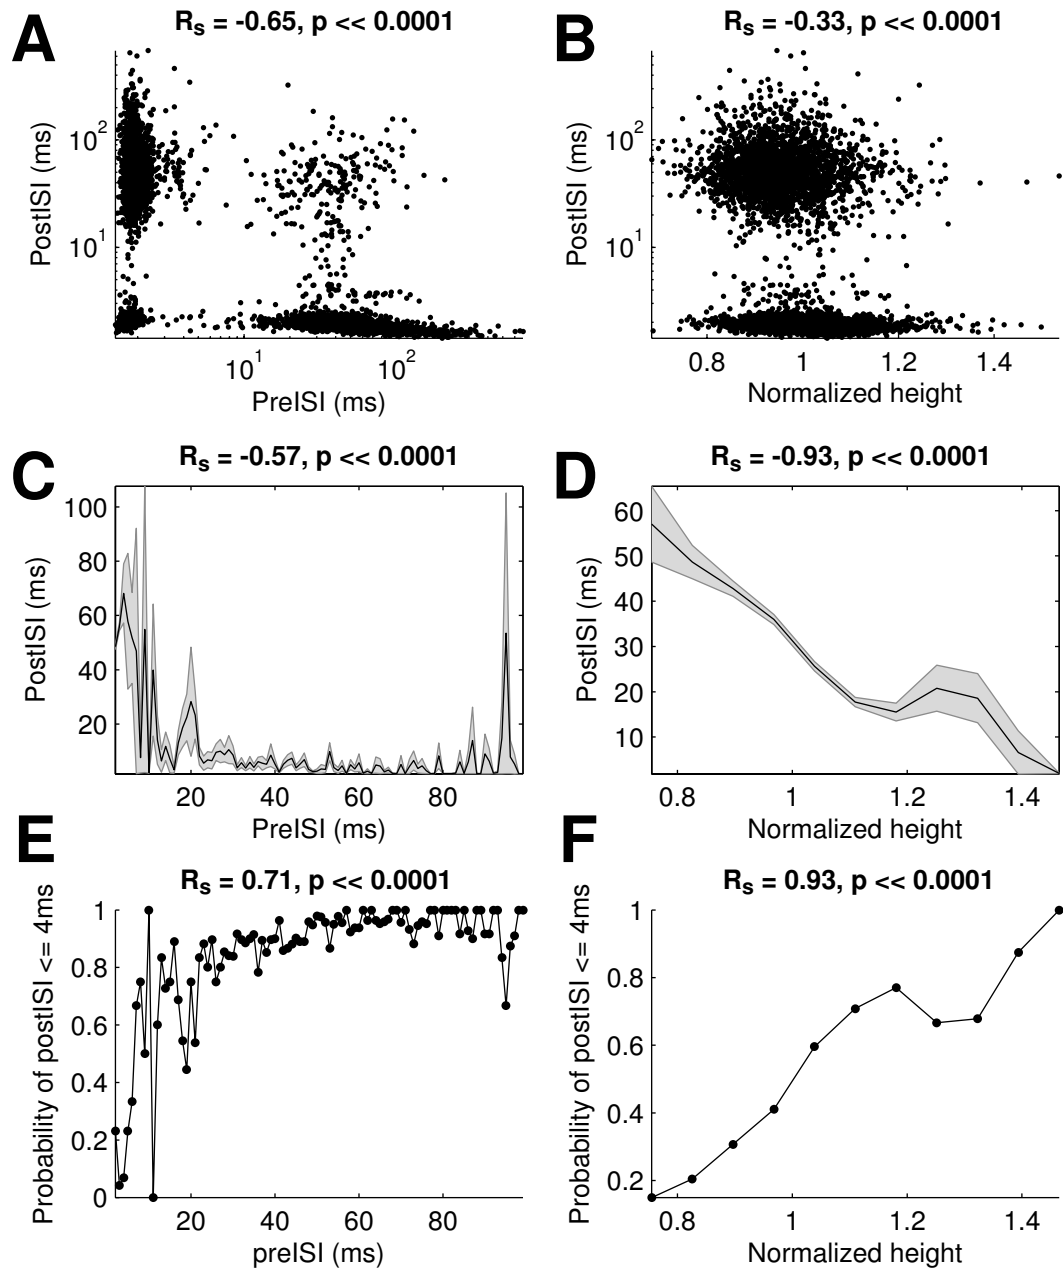 A
R_s = -0.65, p << 0.0001
PostISI (ms)
10^2
10^1
10^1
10^2
PreISI (ms)
B
R_s = -0.33, p << 0.0001
PostISI (ms)
10^2
10^1
0.8
1
1.2
1.4
Normalized height
C
R_s = -0.57, p << 0.0001
PostISI (ms)
100
80
60
40
20
20
40
60
80
PreISI (ms)
D
R_s = -0.93, p << 0.0001
PostISI (ms)
60
50
40
30
20
10
0.8
1
1.2
1.4
Normalized height
E
R_s = 0.71, p << 0.0001
Probability of postISI <= 4ms
1
0.8
0.6
0.4
0.2
0
20
40
60
80
preISI (ms)
F
R_s = 0.93, p << 0.0001
Probability of postISI <= 4ms
1
0.8
0.6
0.4
0.2
0.8
1
1.2
1.4
Normalized height